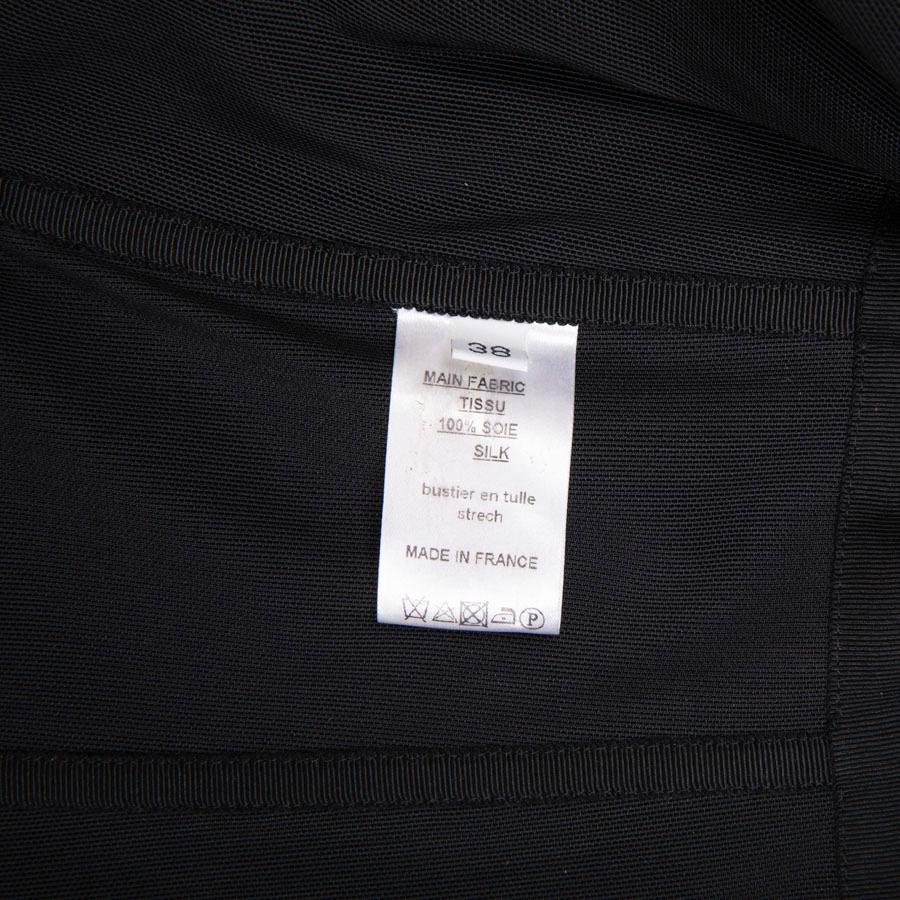 38
MAIN FABRIC
TISSU
100% SOIE
SILK
bustier en tulle
strech
MADE IN FRANCE
P